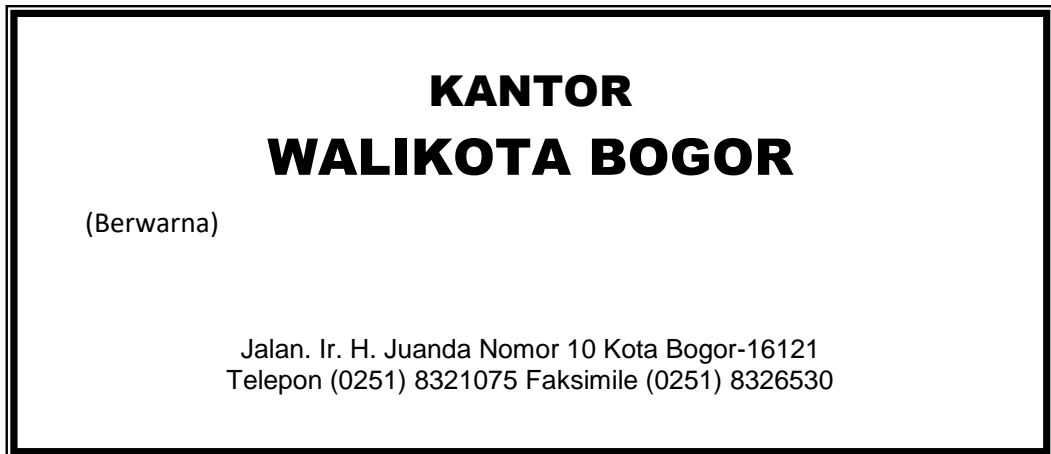 KANTOR
WALIKOTA BOGOR
(Berwarna)
Jalan. Ir. H. Juanda Nomor 10 Kota Bogor-16121
Telepon (0251) 8321075 Faksimile (0251) 8326530